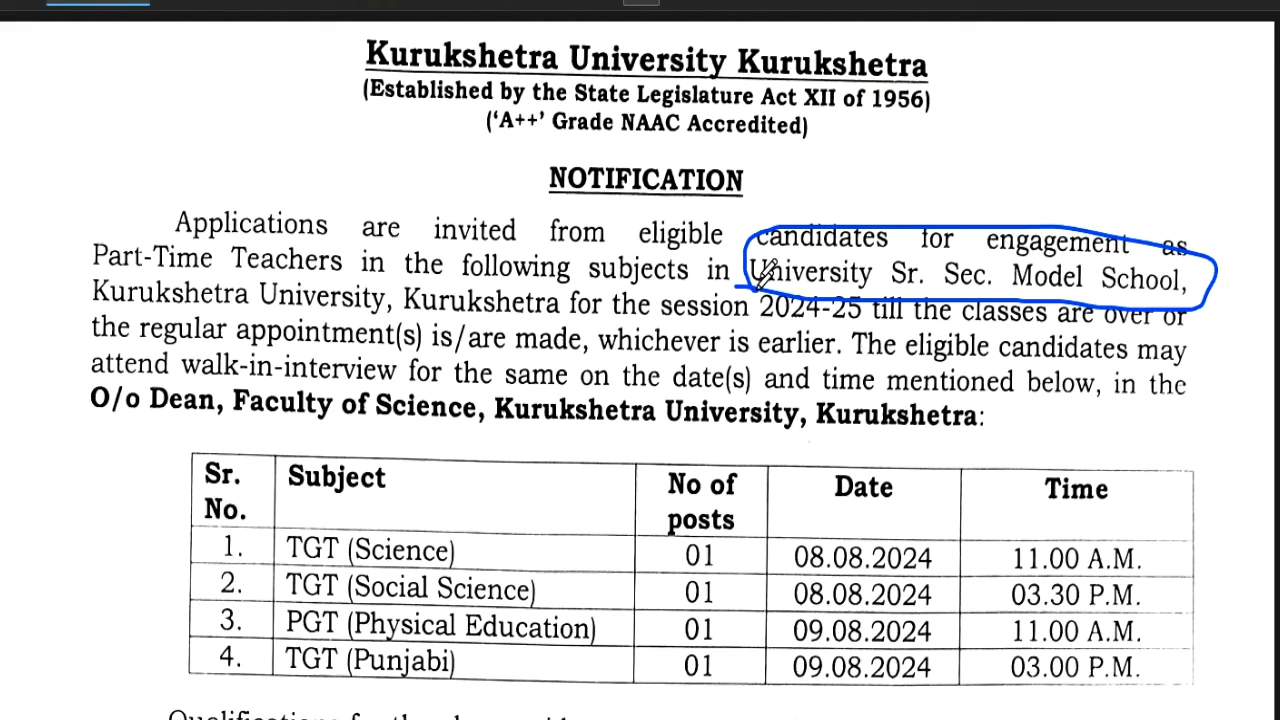 Kurukshetra University Kurukshetra
(Established by the State Legislature Act XII of 1956)
('A++' Grade NAAC Accredited)
NOTIFICATION
Applications are invited from eligible candidates for engagement as
Part-Time Teachers in the following subjects in University Sr. Sec. Model School,
Kurukshetra University, Kurukshetra for the session 2024-25 till the classes are over or
the regular appointment(s) is/are made, whichever is earlier. The eligible candidates may
attend walk-in-interview for the same on the date(s) and time mentioned below, in the
O/o Dean, Faculty of Science, Kurukshetra University, Kurukshetra:
Sr. No. Subject No of posts Date Time
1. TGT (Science) 01 08.08.2024 11.00 A.M.
2. TGT (Social Science) 01 08.08.2024 03.30 P.M.
3. PGT (Physical Education) 01 09.08.2024 11.00 A.M.
4. TGT (Punjabi) 01 09.08.2024 03.00 P.M.